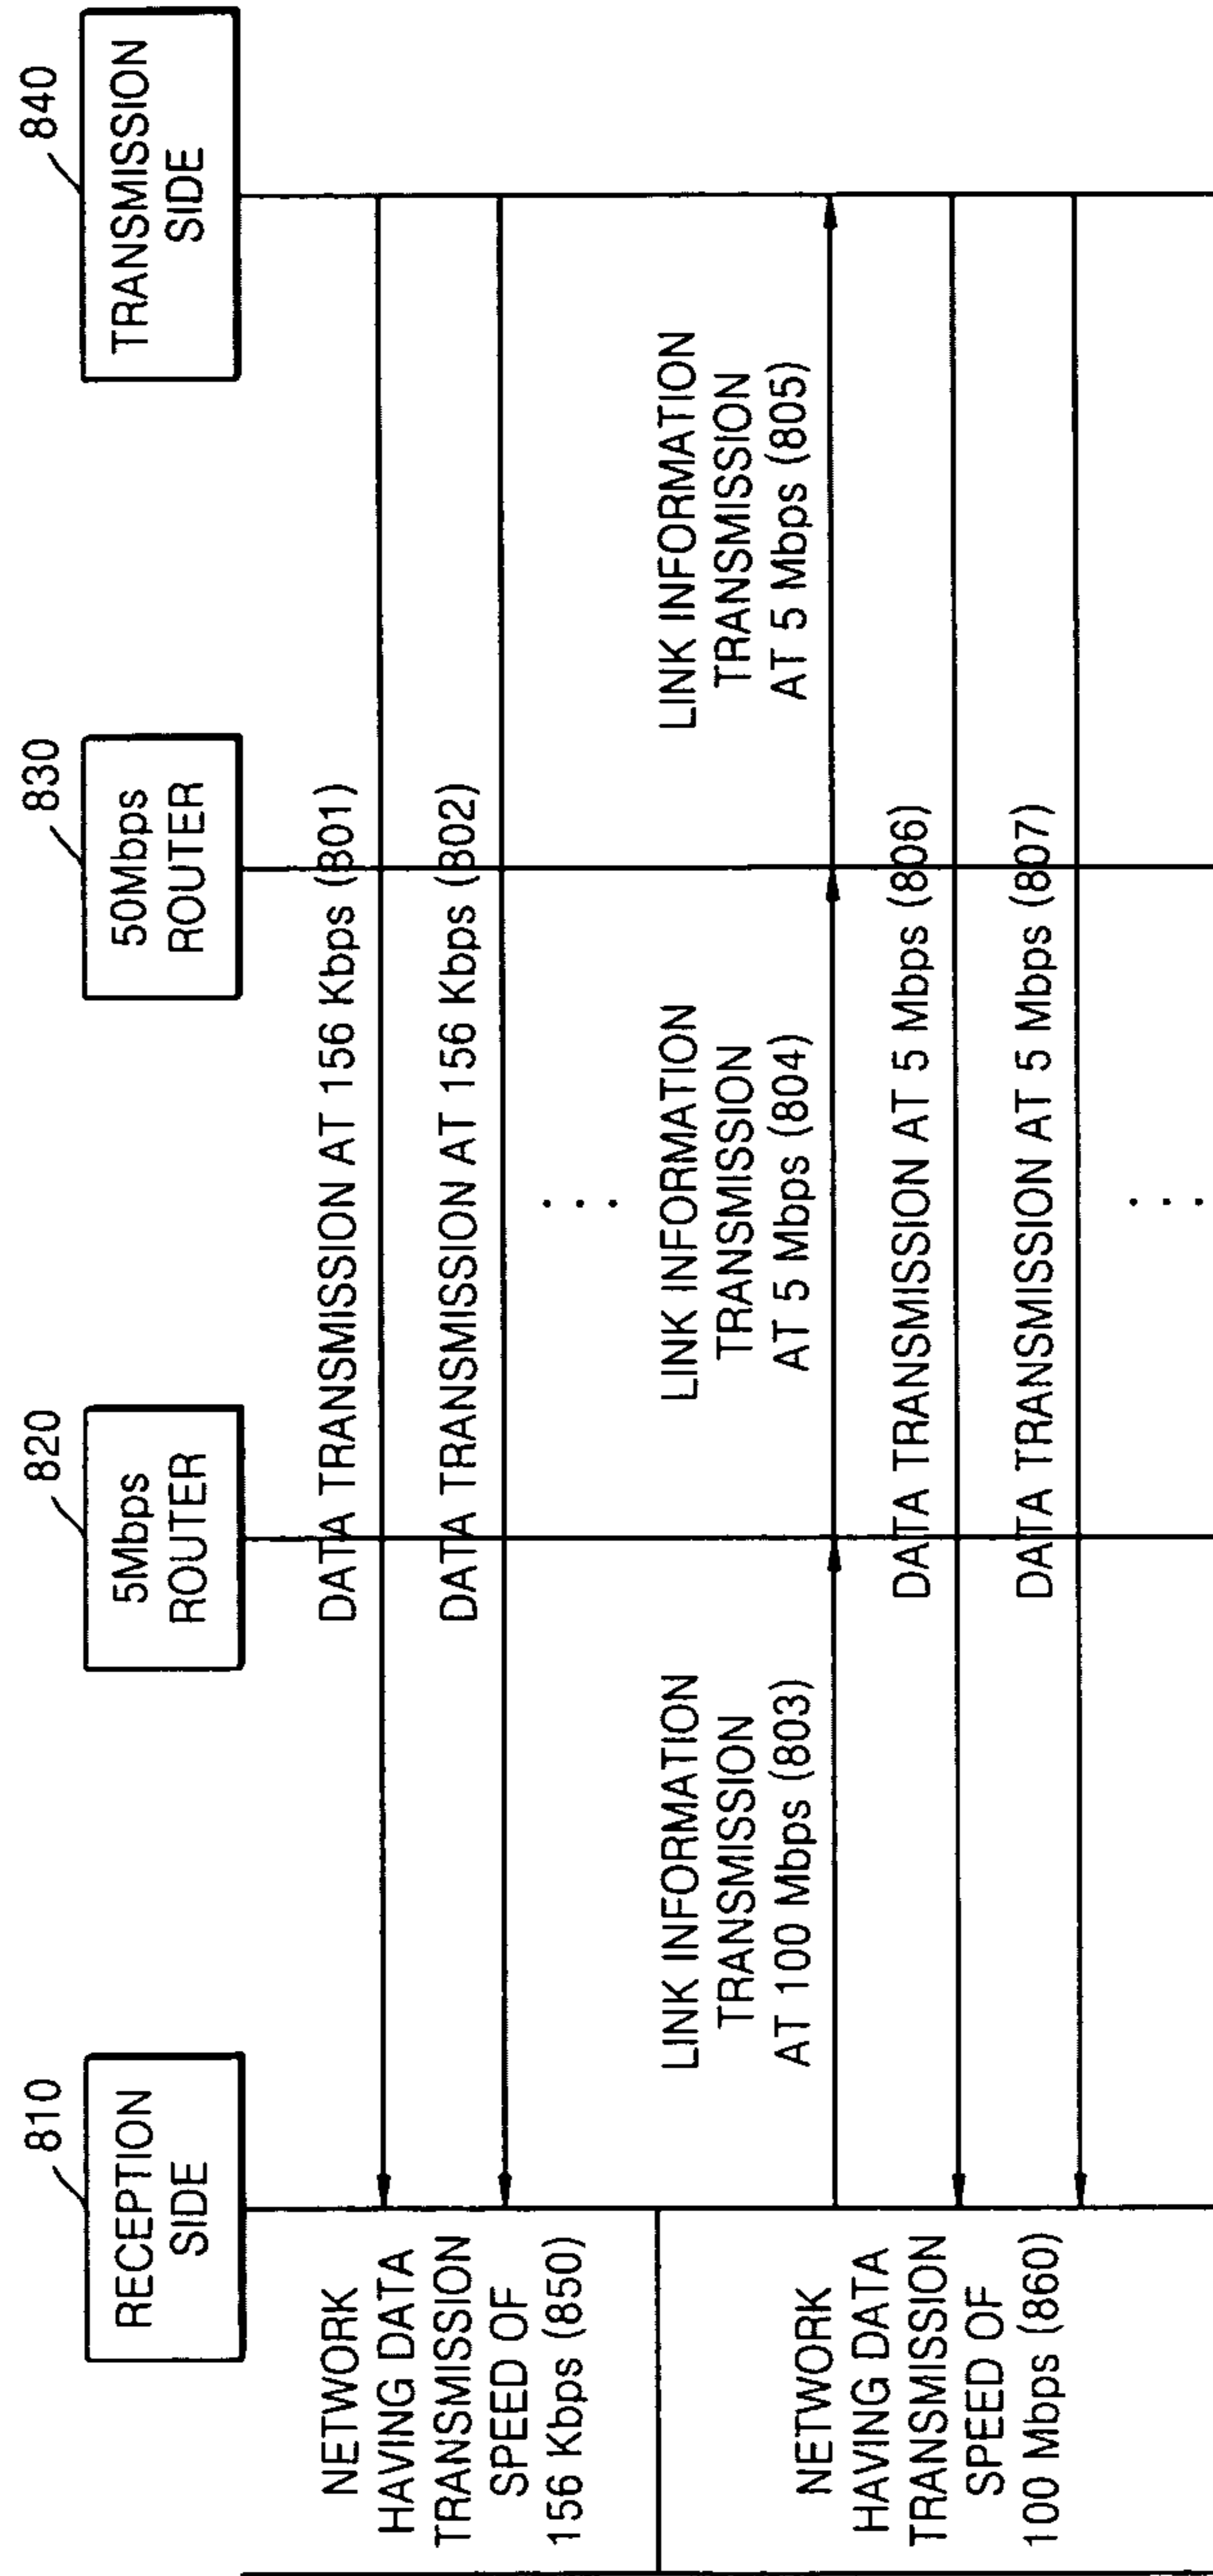 810
RECEPTION
SIDE
820
5Mbps
ROUTER
830
50Mbps
ROUTER
840
TRANSMISSION
SIDE
NETWORK
HAVING DATA
TRANSMISSION
SPEED OF
156 Kbps (850)
DATA TRANSMISSION AT 156 Kbps (801)
DATA TRANSMISSION AT 156 Kbps (802)
...
NETWORK
HAVING DATA
TRANSMISSION
SPEED OF
100 Mbps (860)
LINK INFORMATION
TRANSMISSION
AT 100 Mbps (803)
LINK INFORMATION
TRANSMISSION
AT 5 Mbps (804)
LINK INFORMATION
TRANSMISSION
AT 5 Mbps (805)
DATA TRANSMISSION AT 5 Mbps (806)
DATA TRANSMISSION AT 5 Mbps (807)
...